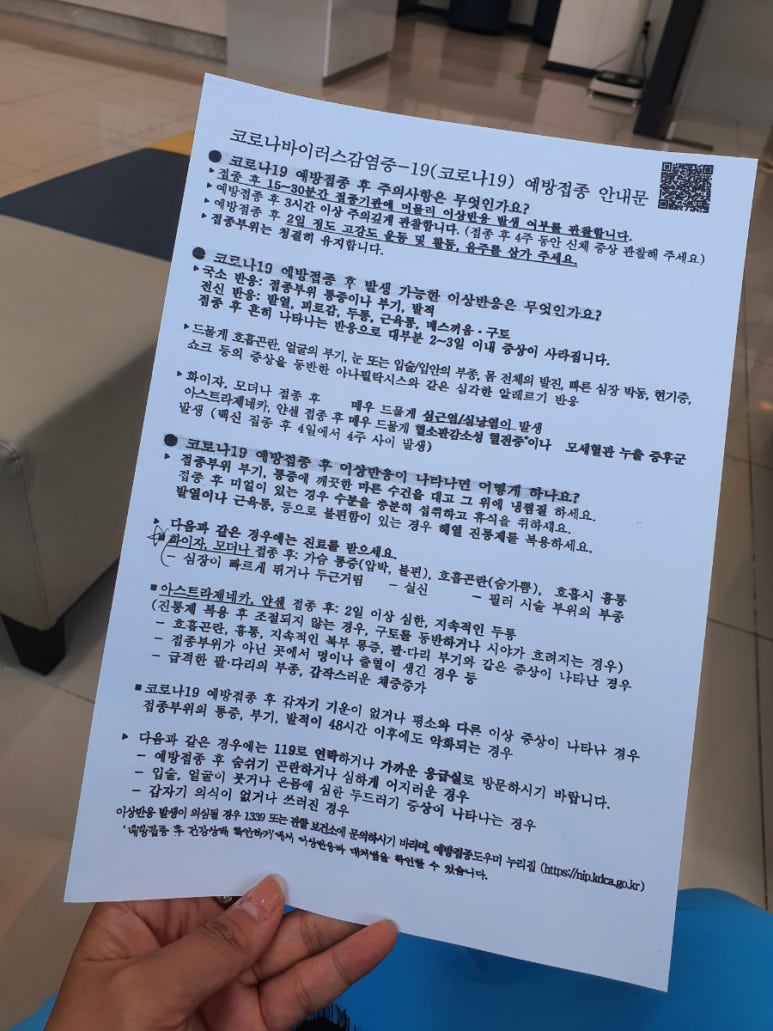 코로나바이러스감염증-19(코로나19) 예방접종 안내문
● 코로나19 예방접종 후 주의사항은 무엇인가요?
▸접종 후 15~30분간 접종기관에 머물러 이상반응 발생 여부를 관찰합니다.
▸예방접종 후 3시간 이상 주의깊게 관찰합니다. (접종 후 4주 동안 신체 증상 관찰해 주세요)
▸예방접종 후 2일 정도 고강도 운동 및 활동, 음주를 삼가 주세요.
▸접종부위는 청결히 유지합니다.
● 코로나19 예방접종 후 발생 가능한 이상반응은 무엇인가요?
▸국소 반응: 접종부위 통증이나 부기, 발적
전신 반응: 발열, 피로감, 두통, 근육통, 메스꺼움·구토
접종 후 흔히 나타나는 반응으로 대부분 2~3일 이내 증상이 사라집니다.
▸드물게 호흡곤란, 얼굴의 부기, 눈 또는 입술/입안의 부종, 몸 전체의 발진, 빠른 심장 박동, 현기증,
쇼크 등의 증상을 동반한 아나필락시스와 같은 심각한 알레르기 반응
▸화이자, 모더나 접종 후 매우 드물게 심근염/심낭염의 발생
아스트라제네카, 얀센 접종 후 매우 드물게 혈소판감소성 혈전증*이나 모세혈관 누출 증후군
발생 (백신 접종 후 4일에서 4주 사이 발생)
● 코로나19 예방접종 후 이상반응이 나타나면 어떻게 하나요?
▸ 접종부위 부기, 통증에 깨끗한 마른 수건을 대고 그 위에 냉찜질 하세요.
접종 후 미열이 있는 경우 수분을 충분히 섭취하고 휴식을 취하세요.
발열이나 근육통, 등으로 불편함이 있는 경우 해열 진통제를 복용하세요.
▸ 다음과 같은 경우에는 진료를 받으세요.
■ 화이자, 모더나 접종 후: 가슴 통증(압박, 불편), 호흡곤란(숨가쁨), 호흡시 흉통
- 심장이 빠르게 뛰거나 두근거림 - 실신 - 필러 시술 부위의 부종
■ 아스트라제네카, 얀센 접종 후: 2일 이상 심한, 지속적인 두통
(진통제 복용 후 조절되지 않는 경우, 구토를 동반하거나 시야가 흐려지는 경우)
- 호흡곤란, 흉통, 지속적인 복부 통증, 팔·다리 부기와 같은 증상이 나타난 경우
- 접종부위가 아닌 곳에서 멍이나 출혈이 생긴 경우 등
- 급격한 팔·다리의 부종, 갑작스러운 체중증가
■ 코로나19 예방접종 후 갑자기 기운이 없거나 평소와 다른 이상 증상이 나타난 경우
접종부위의 통증, 부기, 발적이 48시간 이후에도 악화되는 경우
▸ 다음과 같은 경우에는 119로 연락하거나 가까운 응급실로 방문하시기 바랍니다.
- 예방접종 후 숨쉬기 곤란하거나 심하게 어지러운 경우
- 입술, 얼굴이 붓거나 온몸에 심한 두드러기 증상이 나타나는 경우
- 갑자기 의식이 없거나 쓰러진 경우
이상반응 발생이 의심될 경우 1339 또는 관할 보건소에 문의하시기 바라며, 예방접종도우미 누리집 (https://nip.kdca.go.kr)
'예방접종 후 건강상태 확인하기'에서 이상반응과 대처법을 확인할 수 있습니다.